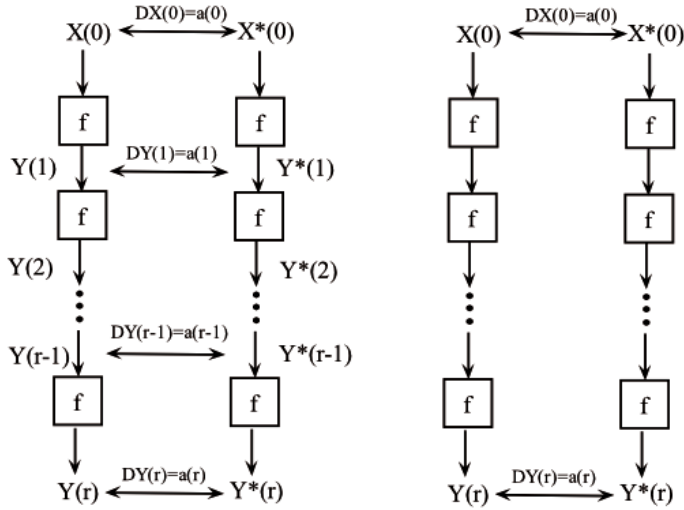 DX(0)=a(0)
X(0) X*(0)
f f
DY(1)=a(1)
Y(1) Y*(1)
f f
Y(2) Y*(2)
DY(r-1)=a(r-1)
Y(r-1) Y*(r-1)
f f
DY(r)=a(r)
Y(r) Y*(r)
DX(0)=a(0)
X(0) X*(0)
f f
f f
f f
DY(r)=a(r)
Y(r) Y*(r)